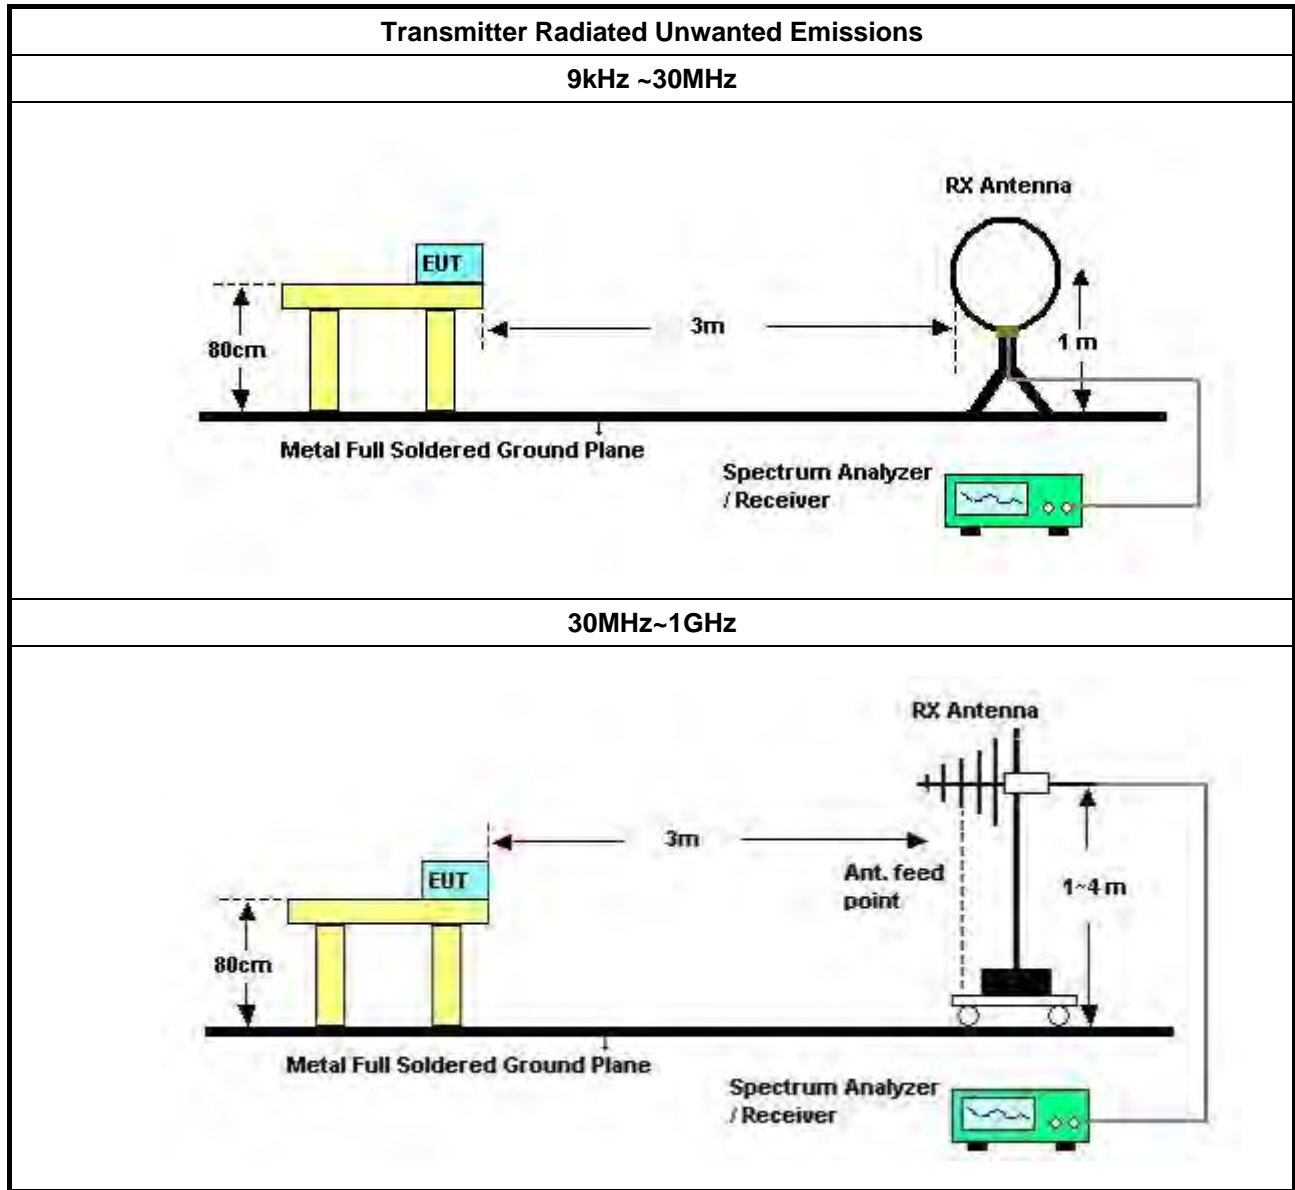 Transmitter Radiated Unwanted Emissions
9kHz ~30MHz
RX Antenna
EUT
3m
80cm
1 m
Metal Full Soldered Ground Plane
Spectrum Analyzer
/ Receiver
30MHz~1GHz
RX Antenna
3m
EUT
Ant. feed
point
1~4 m
80cm
Metal Full Soldered Ground Plane
Spectrum Analyzer
/ Receiver